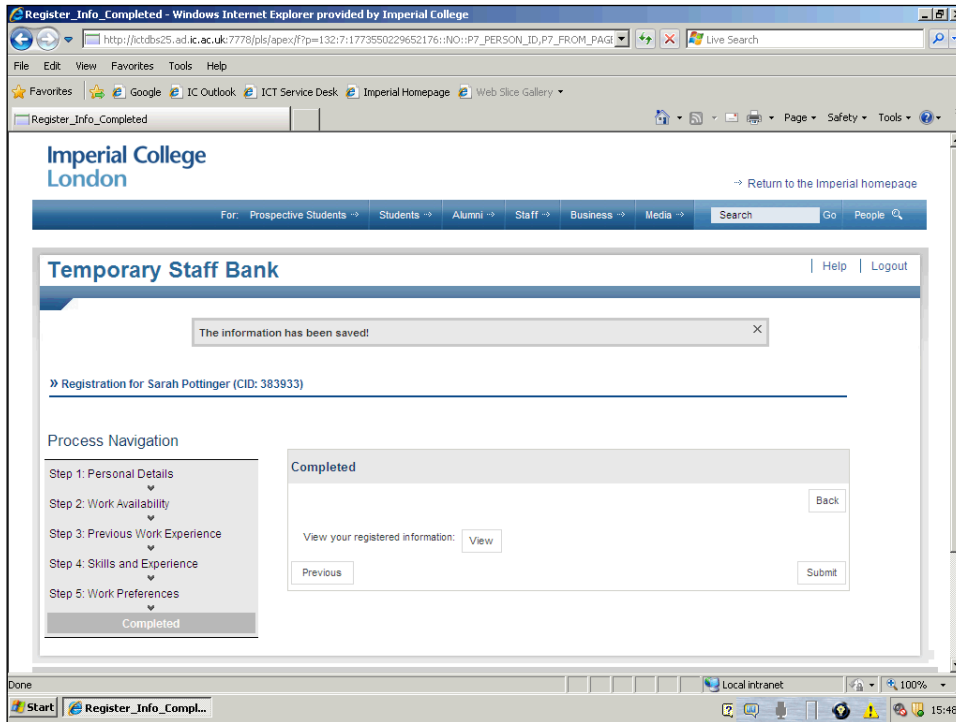 Register_Info_Completed - Windows Internet Explorer provided by Imperial College
http://ictdbs25.ad.ic.ac.uk:7778/pls/apex/f?p=132:7:1773550229652176::NO::P7_PERSON_ID,P7_FROM_PAGE
Live Search
File Edit View Favorites Tools Help
Favorites Google IC Outlook ICT Service Desk Imperial Homepage Web Slice Gallery
Register_Info_Completed
Page Safety Tools
Imperial College
London
Return to the Imperial homepage
For: Prospective Students Students Alumni Staff Business Media Search Go People
Temporary Staff Bank
Help Logout
The information has been saved!
» Registration for Sarah Pottinger (CID: 383933)
Process Navigation
Step 1: Personal Details
Step 2: Work Availability
Step 3: Previous Work Experience
Step 4: Skills and Experience
Step 5: Work Preferences
Completed
Completed
Back
View your registered information: View
Previous Submit
Done
Local intranet
100%
Start
Register_Info_Compl...
15:48